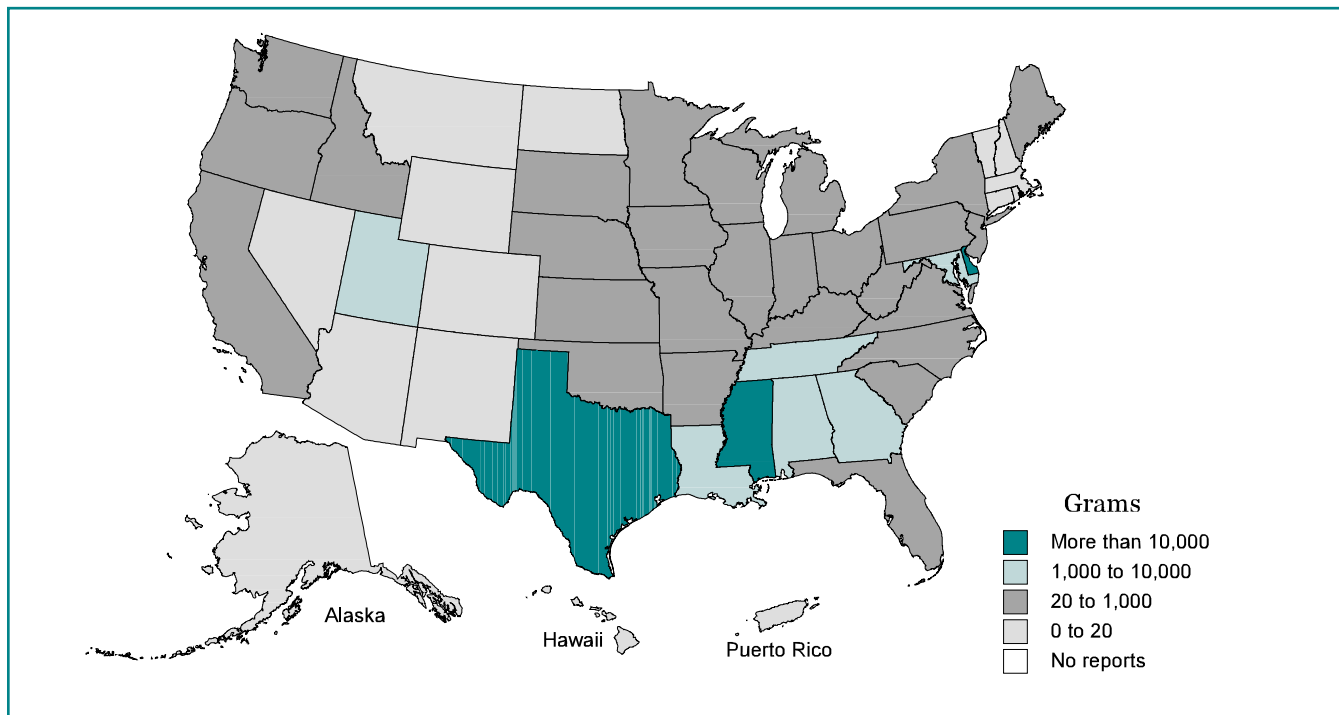 Grams
More than 10,000
1,000 to 10,000
20 to 1,000
0 to 20
No reports
Alaska
Hawaii
Puerto Rico